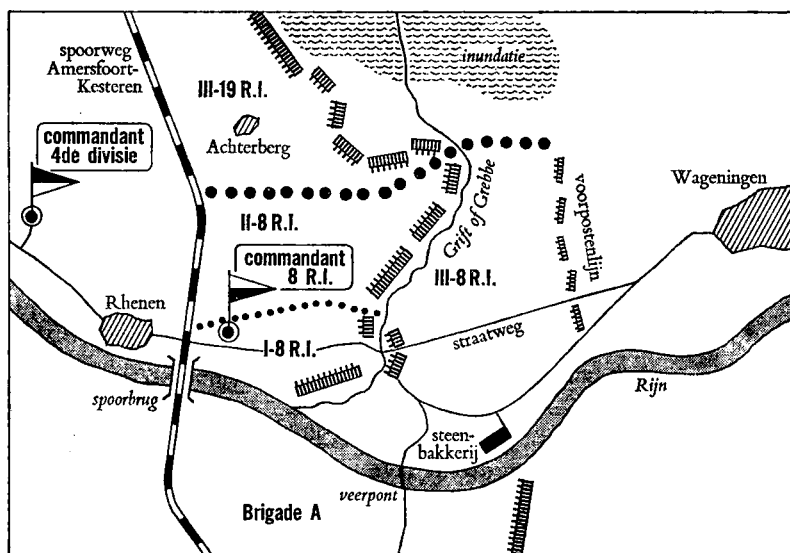 spoorweg
Amersfoort-
Kesteren
inundatie
III-19 R.I.
Achterberg
commandant
4de divisie
Wageningen
voorpostenlijn
II-8 R.I.
Grift of Grebbe
commandant
8 R.I.
III-8 R.I.
Rhenen
straatweg
I-8 R.I.
Rijn
spoorbrug
steen-
bakkerij
veerpont
Brigade A